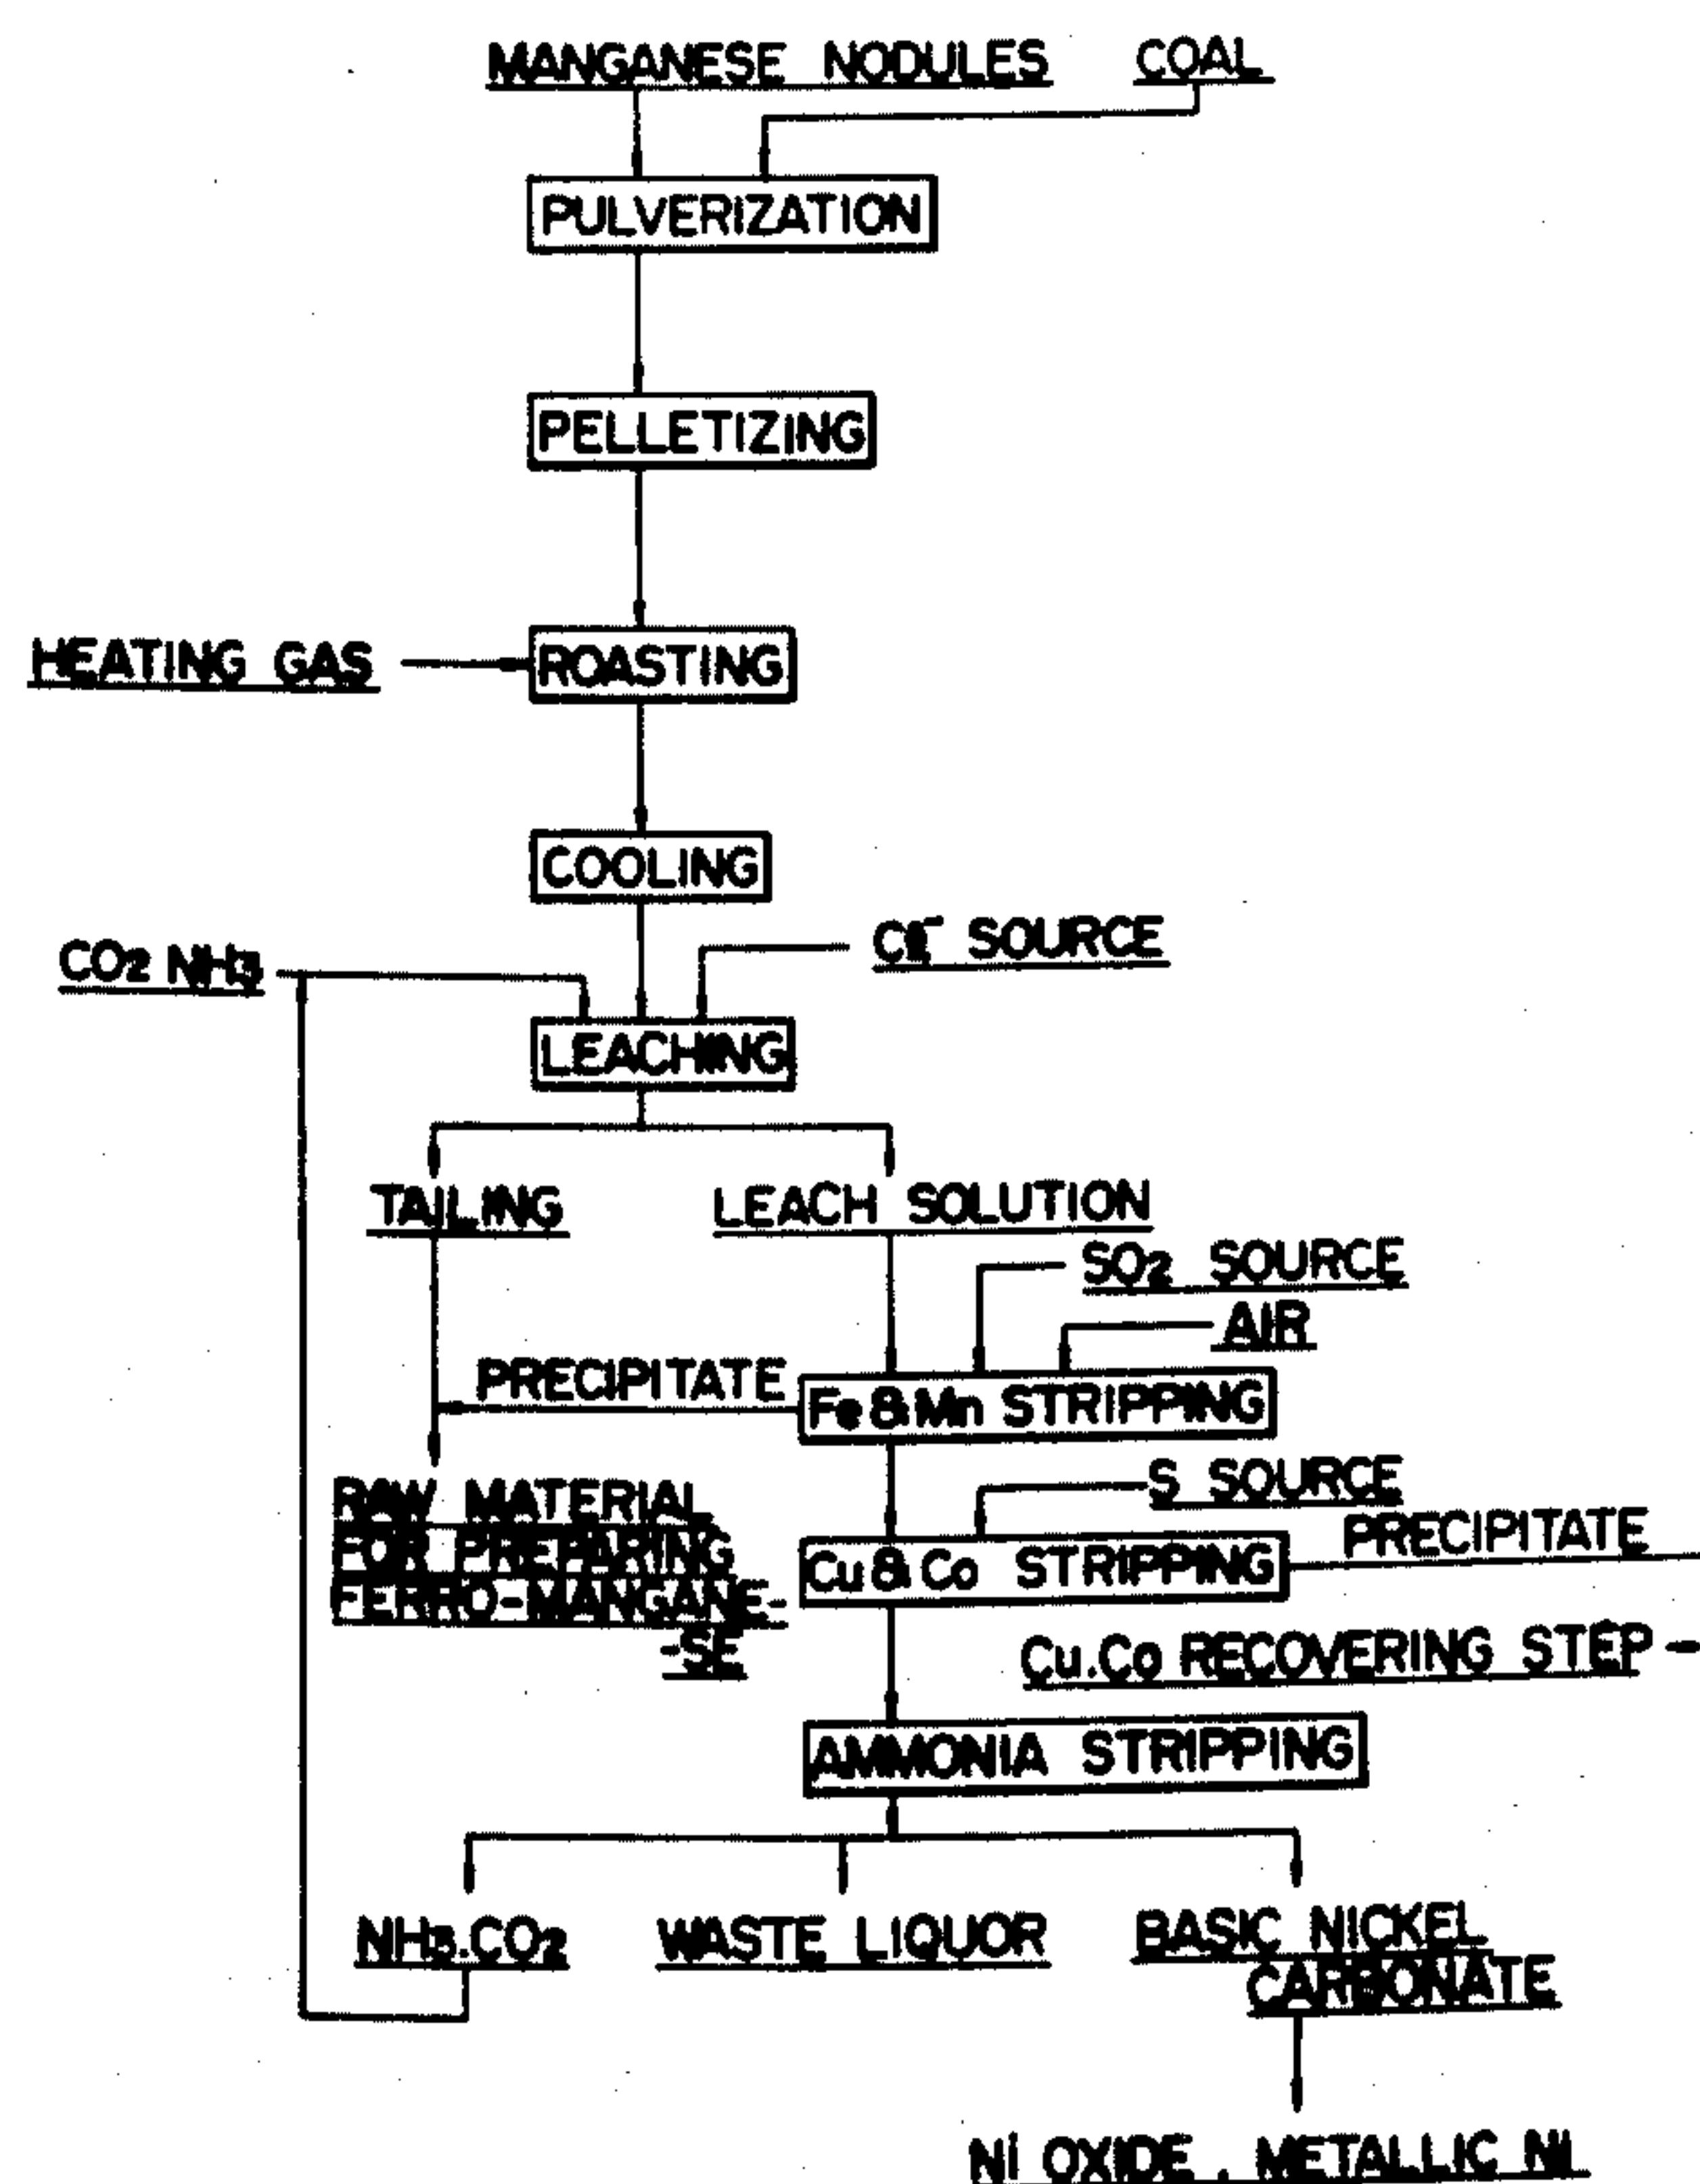 MANGANESE NODULES COAL
PULVERIZATION
PELLETIZING
HEATING GAS ROASTING
COOLING
CO2 NH3 Cl⁻ SOURCE
LEACHING
TAILING LEACH SOLUTION
SO2 SOURCE
AIR
PRECIPITATE Fe & Mn STRIPPING
S SOURCE
RAW MATERIAL
FOR PREPARING
FERRO-MANGANE-
-SE
Cu & Co STRIPPING PRECIPITATE
Cu.Co RECOVERING STEP
AMMONIA STRIPPING
NH3.CO2 WASTE LIQUOR BASIC NICKEL
CARBONATE
Ni OXIDE, METALLIC Ni